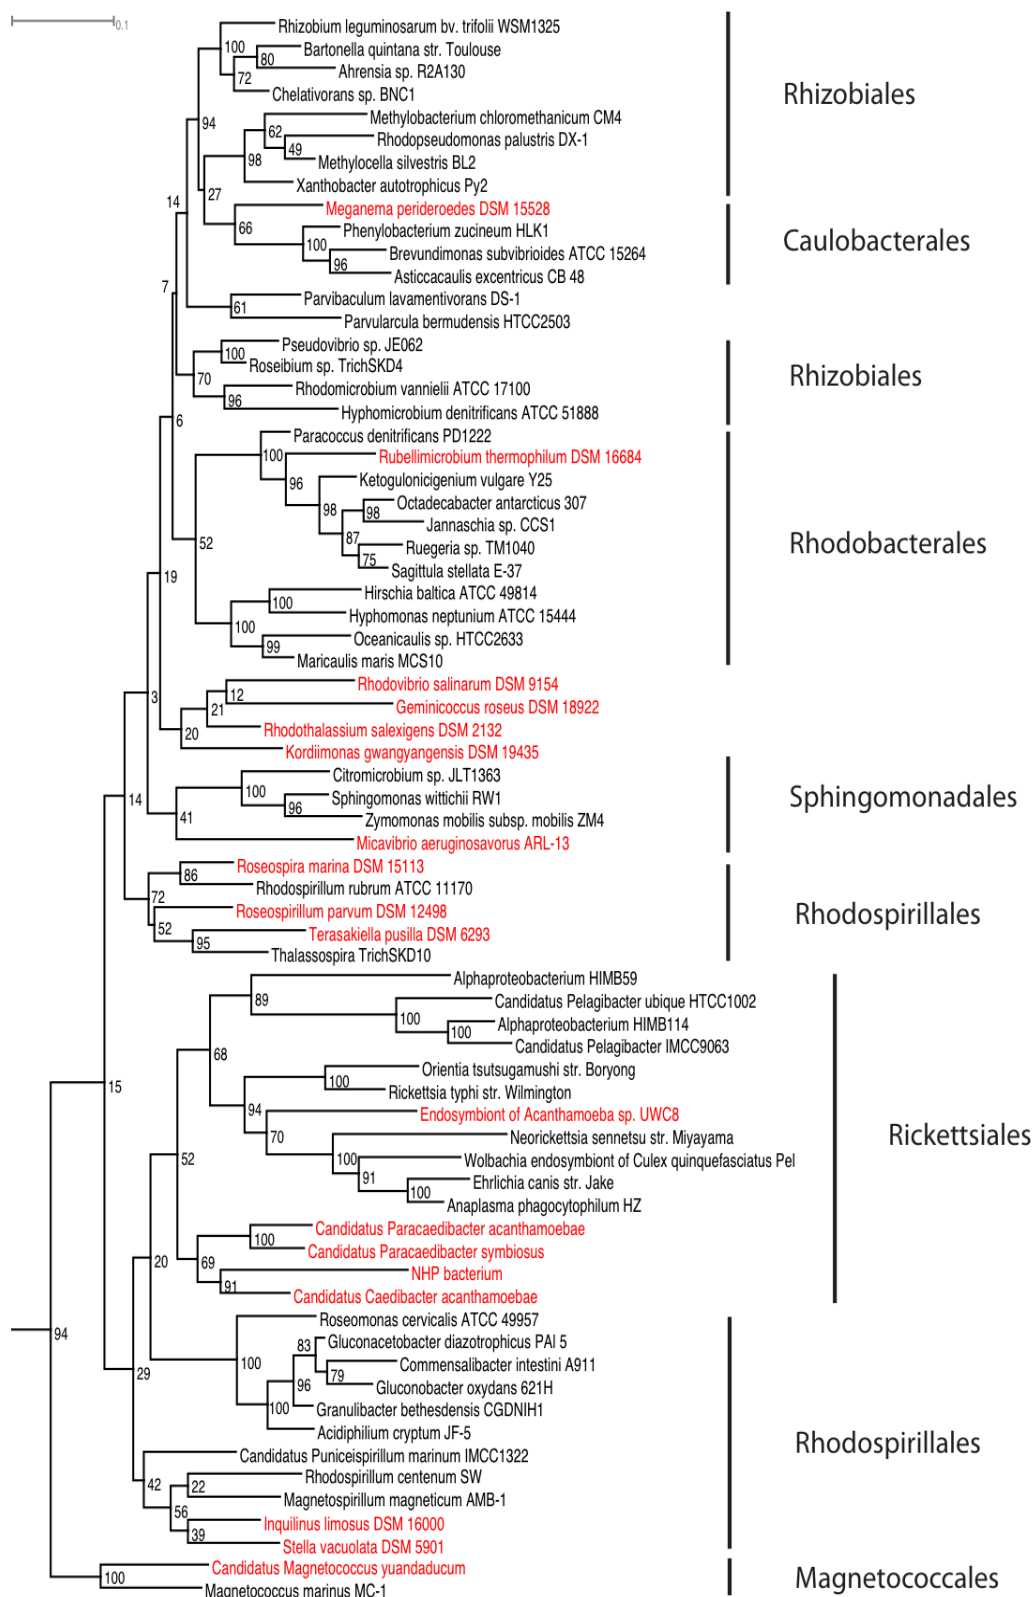 0.1
Rhizobium leguminosarum bv. trifolii WSM1325
100
Bartonella quintana str. Toulouse
80
Ahrensia sp. R2A130
72
Chelativorans sp. BNC1
Rhizobiales
94
Methylobacterium chloromethanicum CM4
62
Rhodopseudomonas palustris DX-1
49
98
Methylocella silvestris BL2
Xanthobacter autotrophicus Py2
27
14
Meganema perideroedes DSM 15528
66
Phenylobacterium zucineum HLK1
100
Brevundimonas subvibrioides ATCC 15264
96
Asticcacaulis excentricus CB 48
Caulobacterales
7
Parvibaculum lavamentivorans DS-1
61
Parvularcula bermudensis HTCC2503
Pseudovibrio sp. JE062
100
Roseibium sp. TrichSKD4
70
Rhodomicrobium vannielii ATCC 17100
96
Hyphomicrobium denitrificans ATCC 51888
Rhizobiales
6
Paracoccus denitrificans PD1222
100
Rubellimicrobium thermophilum DSM 16684
96
Ketogulonicigenium vulgare Y25
98
Octadecabacter antarcticus 307
98
Jannaschia sp. CCS1
87
Ruegeria sp. TM1040
75
Sagittula stellata E-37
Rhodobacterales
52
19
Hirschia baltica ATCC 49814
100
Hyphomonas neptunium ATCC 15444
100
Oceanicaulis sp. HTCC2633
99
Maricaulis maris MCS10
3
Rhodovibrio salinarum DSM 9154
12
Geminicoccus roseus DSM 18922
21
Rhodothalassium salexigens DSM 2132
20
Kordiimonas gwangyangensis DSM 19435
14
Citromicrobium sp. JLT1363
100
Sphingomonas wittichii RW1
96
Zymomonas mobilis subsp. mobilis ZM4
41
Micavibrio aeruginosavorus ARL-13
Sphingomonadales
Roseospira marina DSM 15113
86
Rhodospirillum rubrum ATCC 11170
72
Roseospirillum parvum DSM 12498
52
Terasakiella pusilla DSM 6293
95
Thalassospira TrichSKD10
Rhodospirillales
15
Alphaproteobacterium HIMB59
89
Candidatus Pelagibacter ubique HTCC1002
100
Alphaproteobacterium HIMB114
100
Candidatus Pelagibacter IMCC9063
68
Orientia tsutsugamushi str. Boryong
100
Rickettsia typhi str. Wilmington
94
Endosymbiont of Acanthamoeba sp. UWC8
70
Neorickettsia sennetsu str. Miyayama
100
Wolbachia endosymbiont of Culex quinquefasciatus Pel
91
Ehrlichia canis str. Jake
100
Anaplasma phagocytophilum HZ
Rickettsiales
52
Candidatus Paracaedibacter acanthamoebae
100
Candidatus Paracaedibacter symbiosus
69
NHP bacterium
91
Candidatus Caedibacter acanthamoebae
20
94
Roseomonas cervicalis ATCC 49957
100
Gluconacetobacter diazotrophicus PAl 5
83
Commensalibacter intestini A911
79
Gluconobacter oxydans 621H
96
Granulibacter bethesdensis CGDNIH1
100
Acidiphilium cryptum JF-5
29
Candidatus Puniceispirillum marinum IMCC1322
42
Rhodospirillum centenum SW
22
Magnetospirillum magneticum AMB-1
56
Inquilinus limosus DSM 16000
39
Stella vacuolata DSM 5901
Rhodospirillales
Candidatus Magnetococcus yuandaducum
100
Magnetococcus marinus MC-1
Magnetococcales